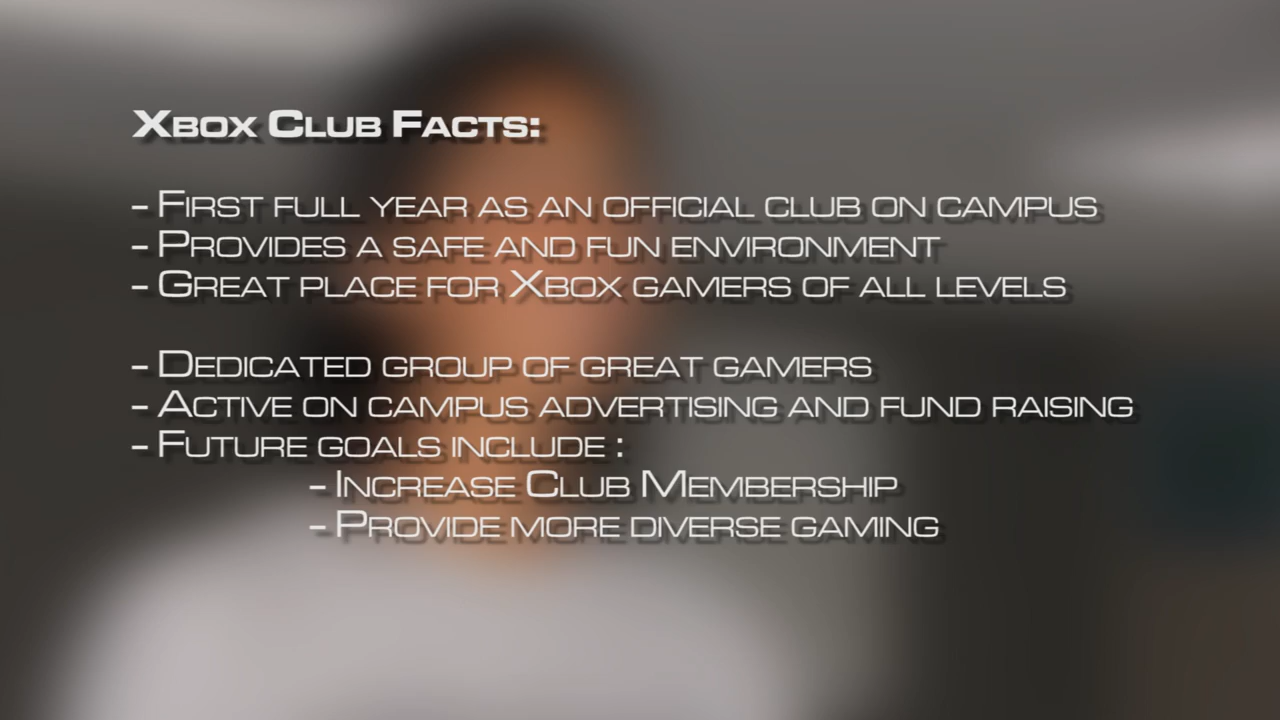 Xbox Club Facts:
- First full year as an official club on campus
- Provides a safe and fun environment
- Great place for Xbox gamers of all levels
- Dedicated group of great gamers
- Active on campus advertising and fund raising
- Future goals include :
- Increase Club Membership
- Provide more diverse gaming